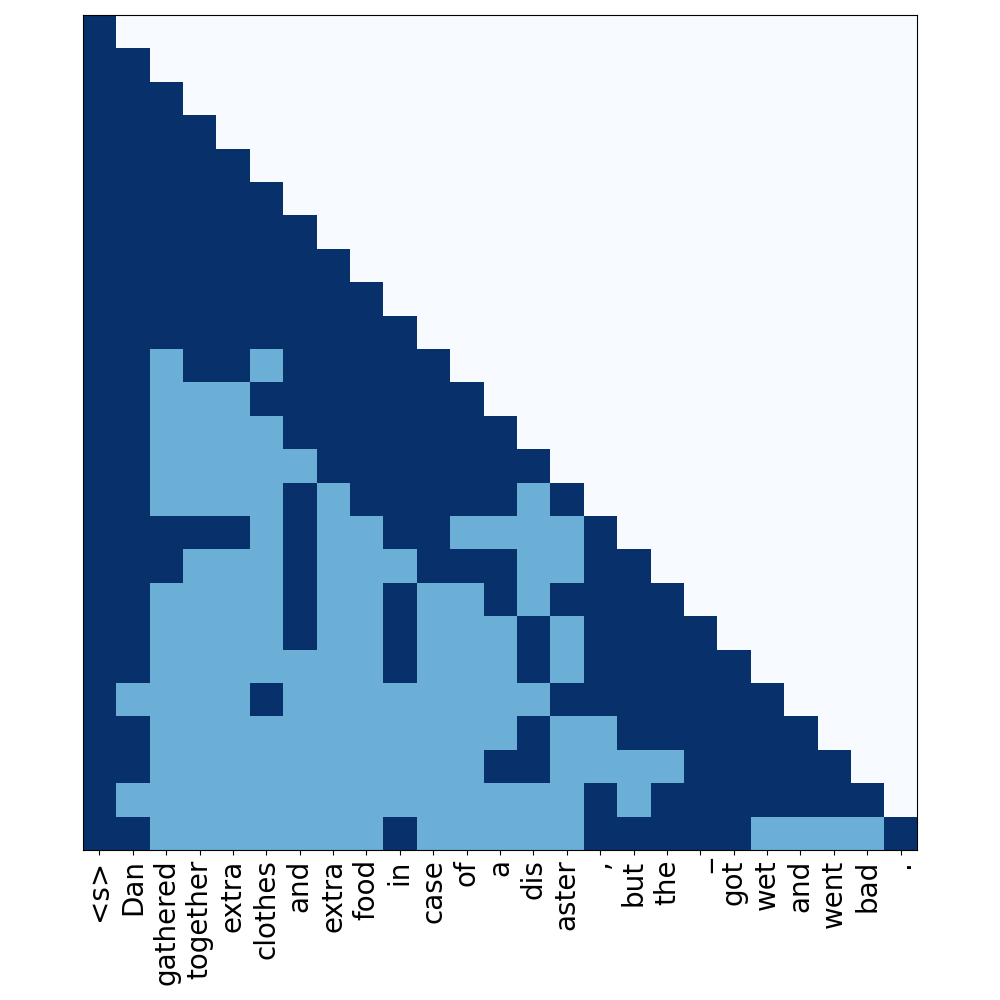 <s> Dan gathered together extra clothes and extra food in case of a dis aster , but the _ got wet and went bad .